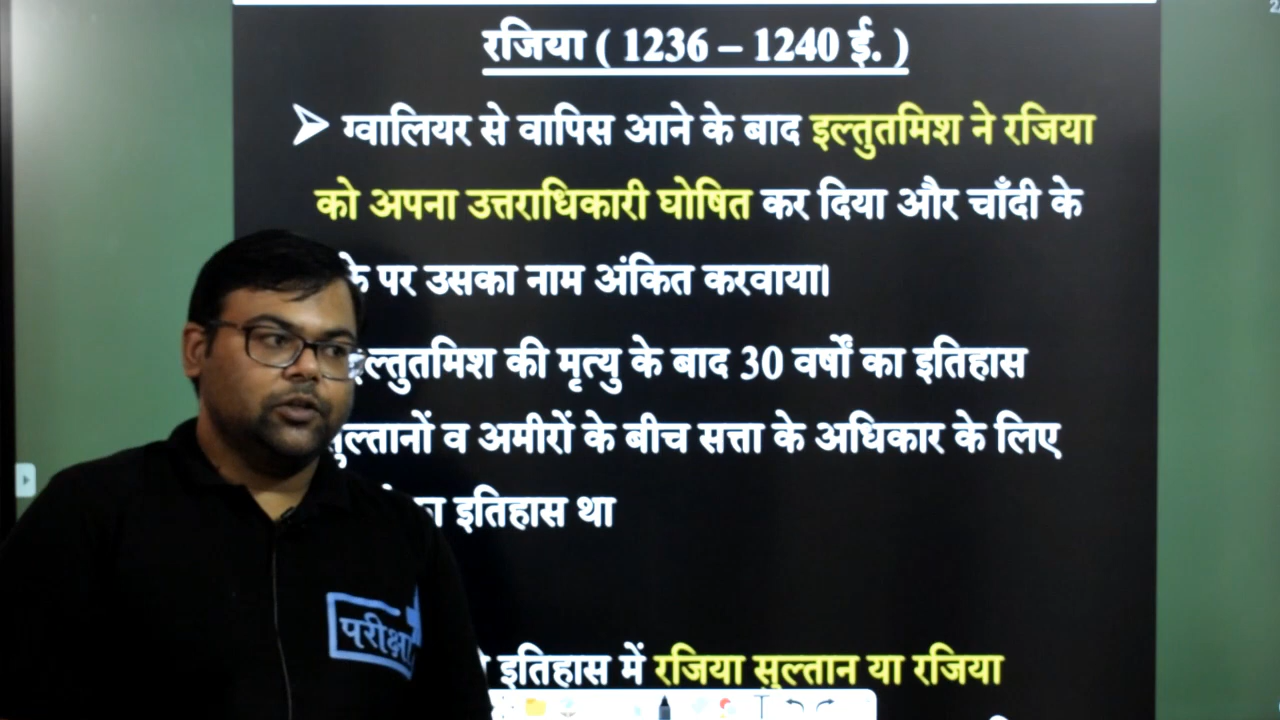 रजिया ( 1236 – 1240 ई. )
ग्वालियर से वापिस आने के बाद इल्तुतमिश ने रजिया
को अपना उत्तराधिकारी घोषित कर दिया और चाँदी के
पर उसका नाम अंकित करवाया।
इल्तुतमिश की मृत्यु के बाद 30 वर्षों का इतिहास
सुल्तानों व अमीरों के बीच सत्ता के अधिकार के लिए
इतिहास था
इतिहास में रजिया सुल्तान या रजिया
परीक्षा